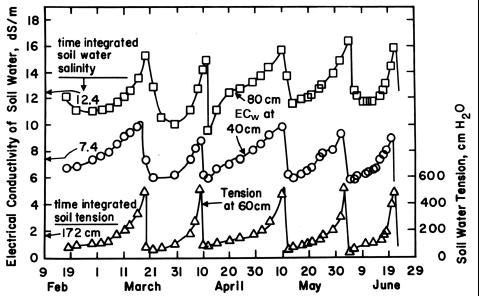 Electrical Conductivity of Soil Water, dS/m
18
16
14
12
10
8
6
4
2
0
time integrated
soil water
salinity
12.4
7.4
time integrated
soil tension
172 cm
80 cm
ECw at
40cm
Tension
at 60cm
600
400
200
0
Soil Water Tension, cm H2O
9 19 1 11 21 31 10 20 30 10 20 30 9 19 29
Feb March April May June